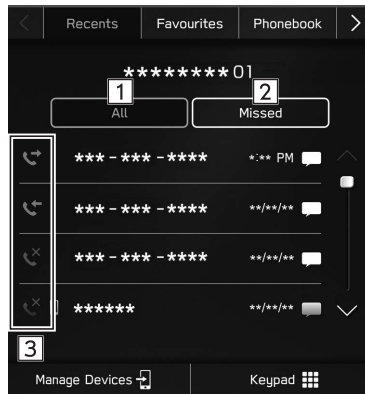 Recents Favourites Phonebook
********01
1 2
All Missed
***-***-**** *:** PM
***-***-**** **/**/**
***-***-**** **/**/**
****** **/**/**
3
Manage Devices Keypad